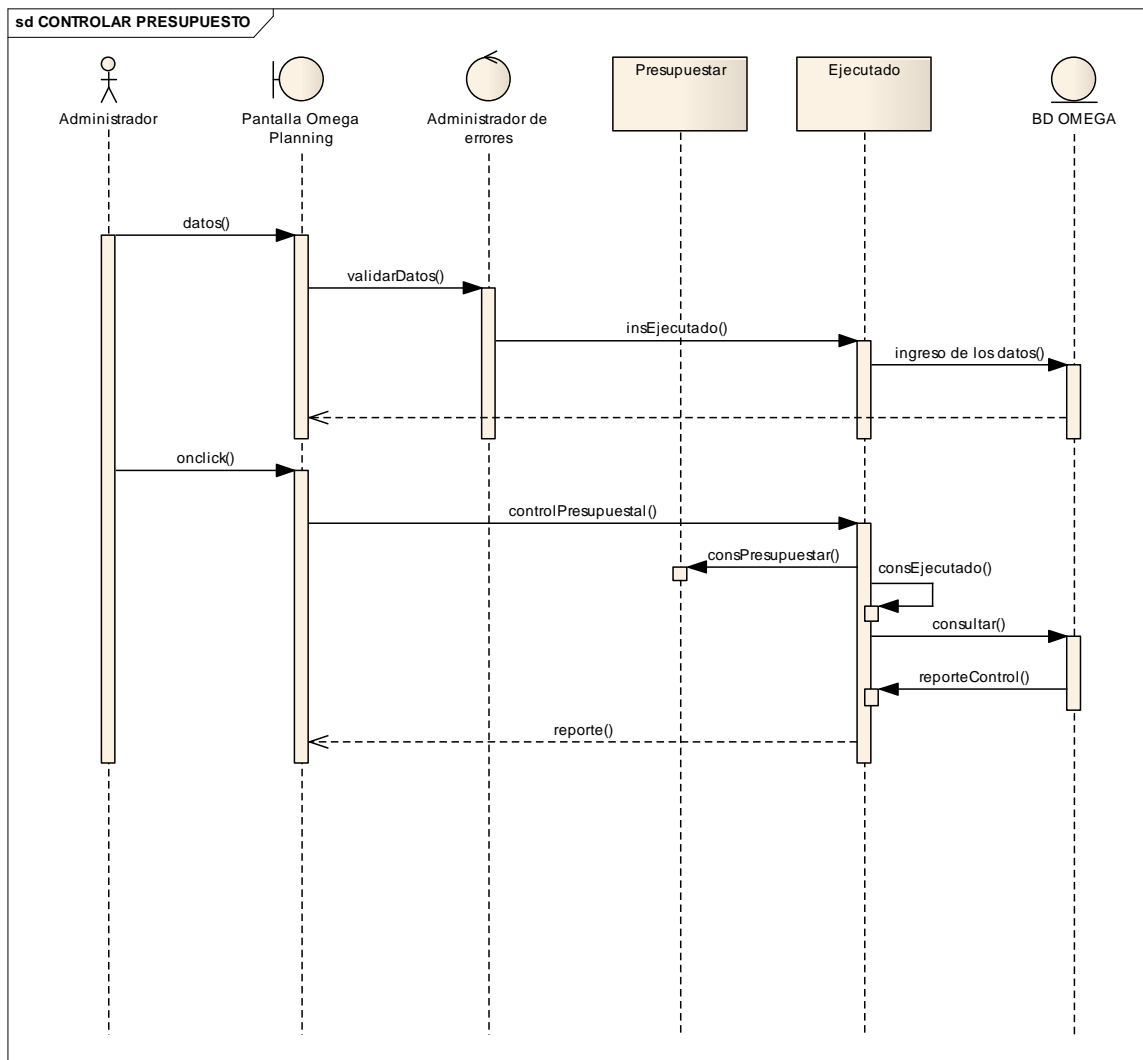 sd CONTROLAR PRESUPUESTO
Administrador
Pantalla Omega
Planning
Administrador de
errores
Presupuestar
Ejecutado
BD OMEGA
datos()
validarDatos()
insEjecutado()
ingreso de los datos()
onclick()
controlPresupuestal()
consPresupuestar()
consEjecutado()
consultar()
reporteControl()
reporte()